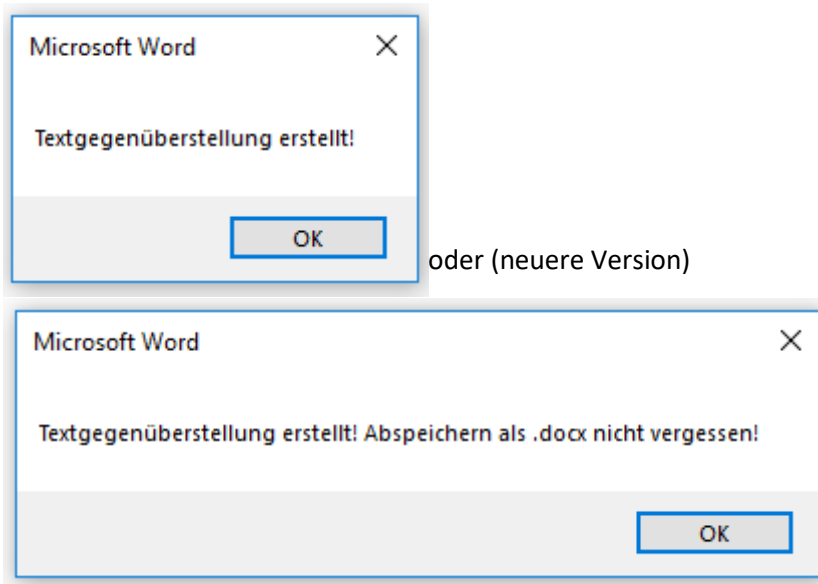 Microsoft Word
Textgegenüberstellung erstellt!
OK
oder (neuere Version)
Microsoft Word
Textgegenüberstellung erstellt! Abspeichern als .docx nicht vergessen!
OK